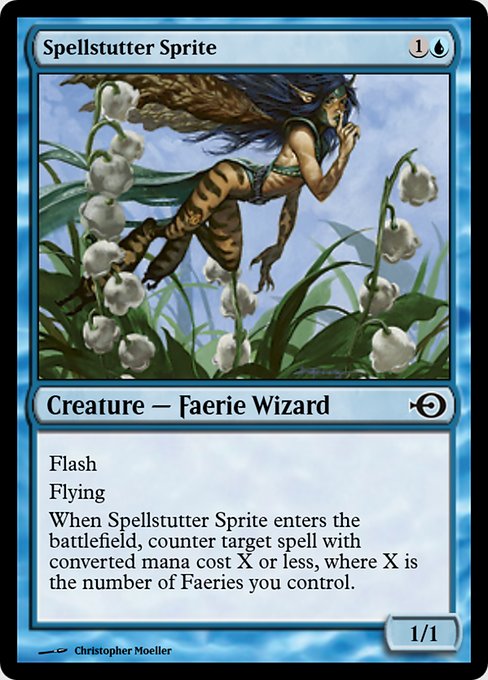 Spellstutter Sprite 1
Creature — Faerie Wizard
Flash
Flying
When Spellstutter Sprite enters the
battlefield, counter target spell with
converted mana cost X or less, where X is
the number of Faeries you control.
1/1
Christopher Moeller